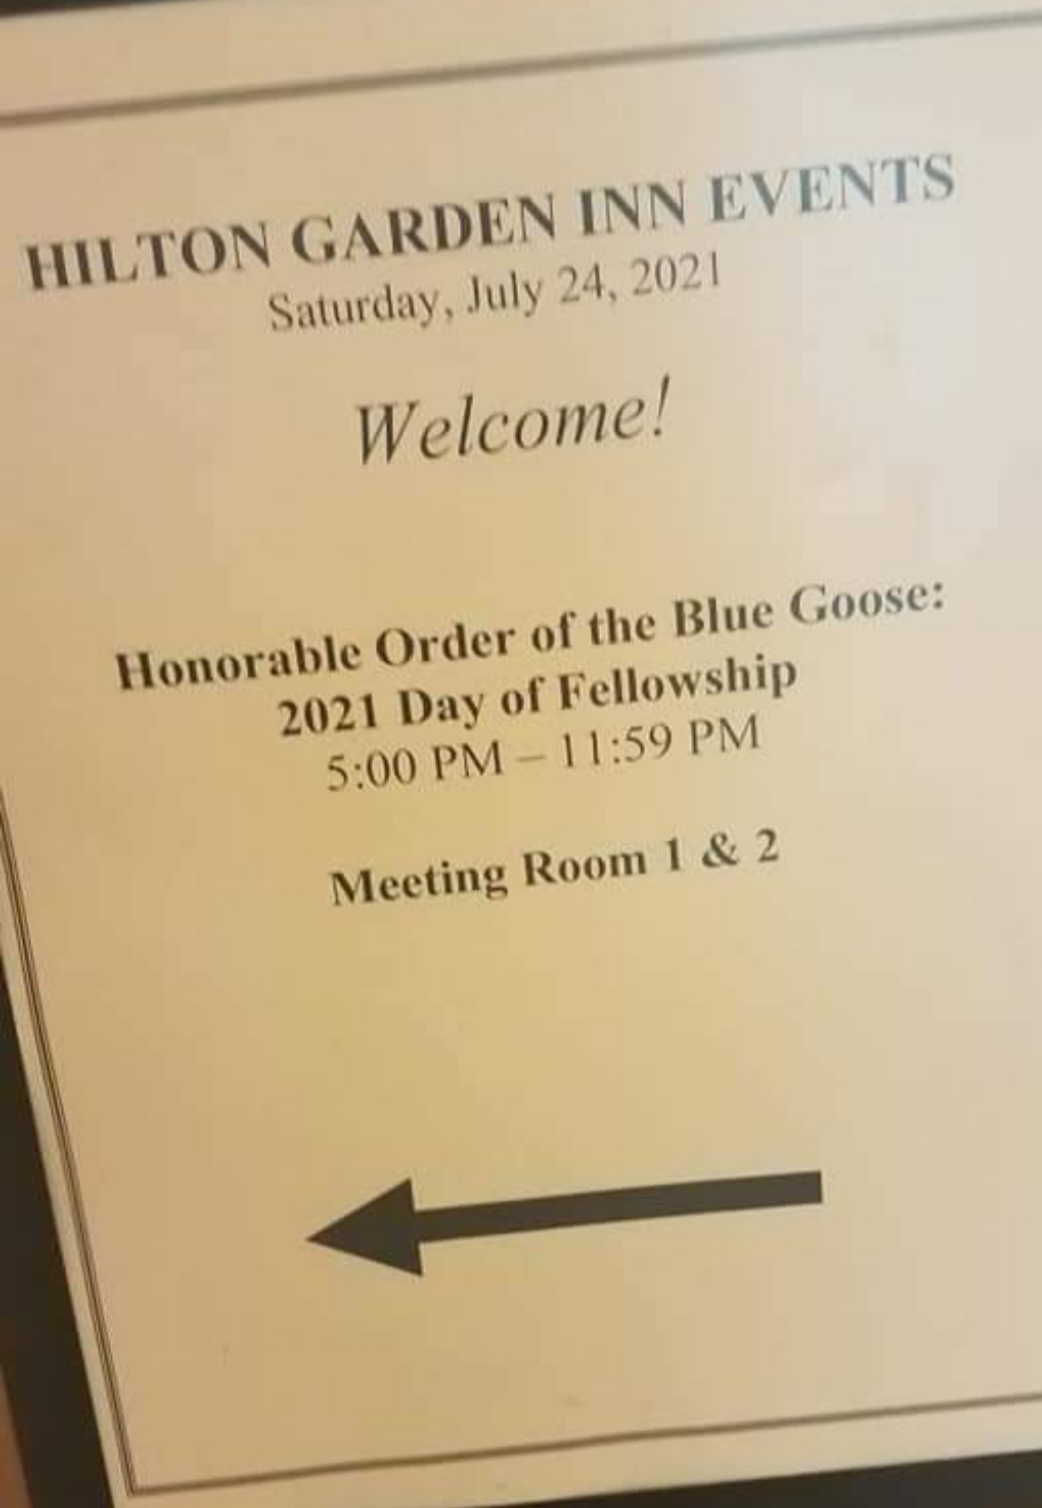 HILTON GARDEN INN EVENTS
Saturday, July 24, 2021
Welcome!
Honorable Order of the Blue Goose:
2021 Day of Fellowship
5:00 PM – 11:59 PM
Meeting Room 1 & 2